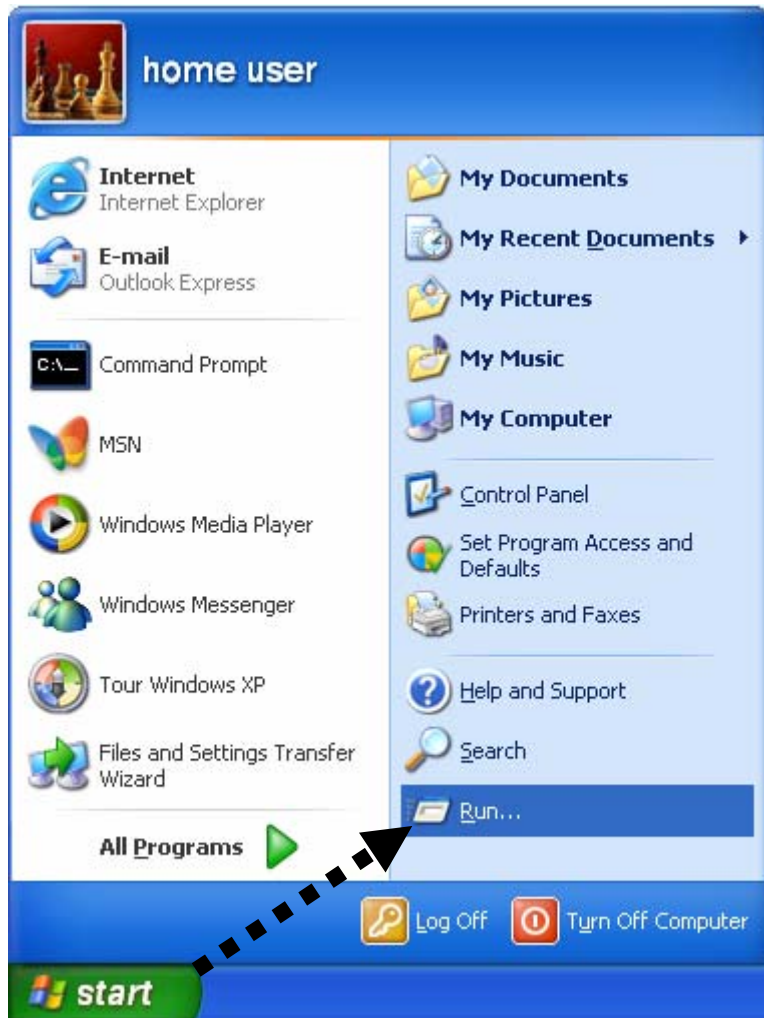 home user
Internet
Internet Explorer
E-mail
Outlook Express
C:\_
Command Prompt
MSN
Windows Media Player
Windows Messenger
Tour Windows XP
Files and Settings Transfer
Wizard
All Programs
My Documents
My Recent Documents
My Pictures
My Music
My Computer
Control Panel
Set Program Access and
Defaults
Printers and Faxes
Help and Support
Search
Run...
Log Off
Turn Off Computer
start